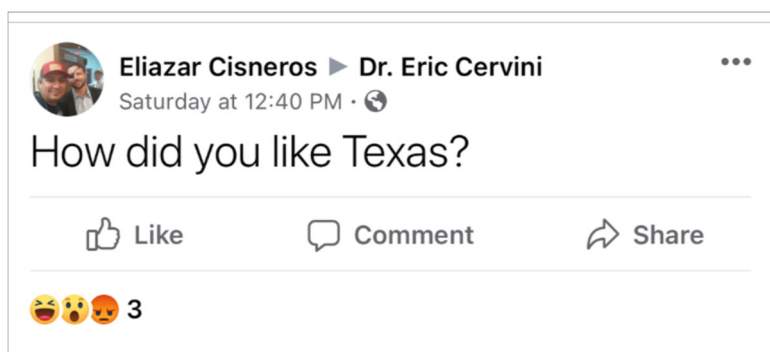 Eliazar Cisneros ▶ Dr. Eric Cervini
Saturday at 12:40 PM ·
How did you like Texas?
Like Comment Share
3